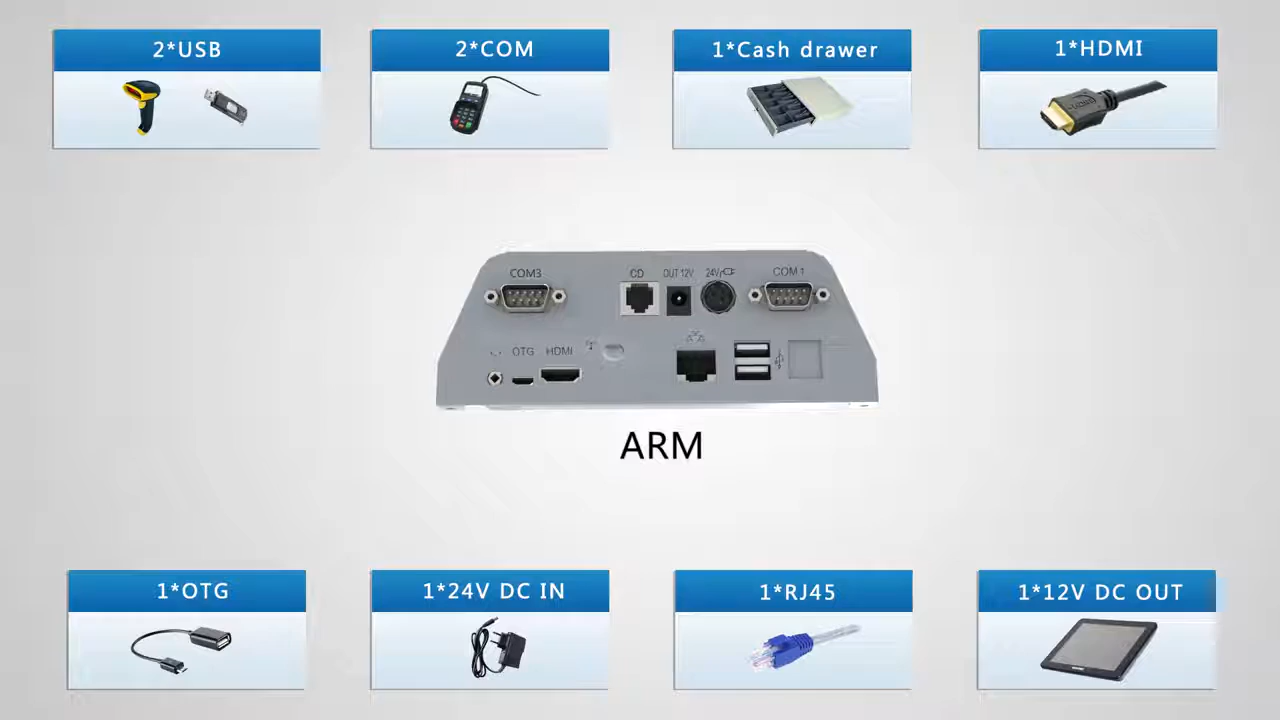 2*USB
2*COM
1*Cash drawer
1*HDMI
COM3
CD
OUT 12V
24V
COM 1
OTG
HDMI
ARM
1*OTG
1*24V DC IN
1*RJ45
1*12V DC OUT